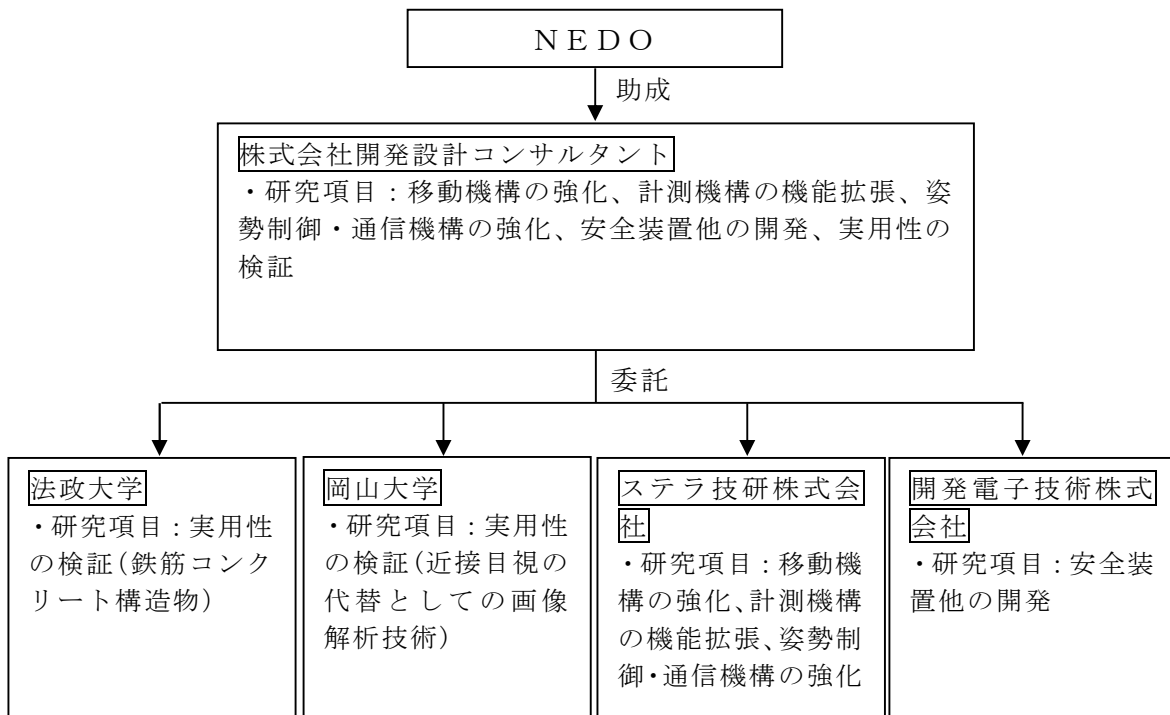 NEDO
助成
株式会社開発設計コンサルタント
・研究項目：移動機構の強化、計測機構の機能拡張、姿
勢制御・通信機構の強化、安全装置他の開発、実用性の
検証
委託
法政大学
・研究項目：実用性
の検証（鉄筋コンク
リート構造物）
岡山大学
・研究項目：実用性
の検証（近接目視の
代替としての画像
解析技術）
ステラ技研株式会
社
・研究項目：移動機
構の強化、計測機構
の機能拡張、姿勢制
御・通信機構の強化
開発電子技術株式
会社
・研究項目：安全装
置他の開発